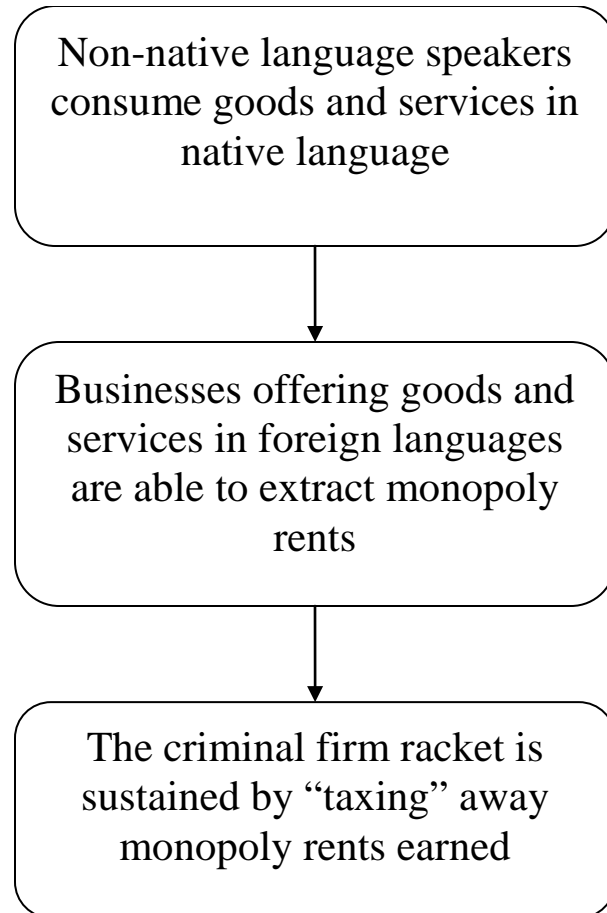 Non-native language speakers
consume goods and services in
native language
Businesses offering goods and
services in foreign languages
are able to extract monopoly
rents
The criminal firm racket is
sustained by “taxing” away
monopoly rents earned